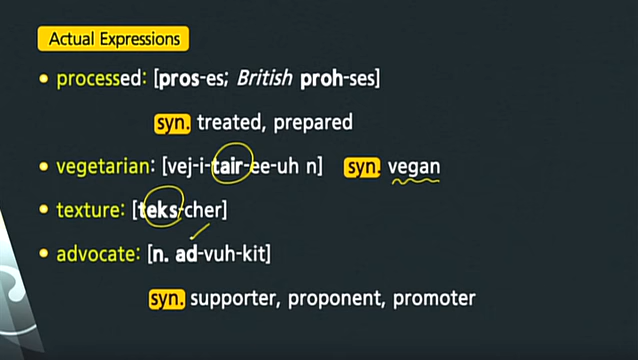 Actual Expressions
• processed: [pros-es; British proh-ses]
syn. treated, prepared
• vegetarian: [vej-i-tair-ee-uh n] syn. vegan
• texture: [teks-cher]
• advocate: [n. ad-vuh-kit]
syn. supporter, proponent, promoter